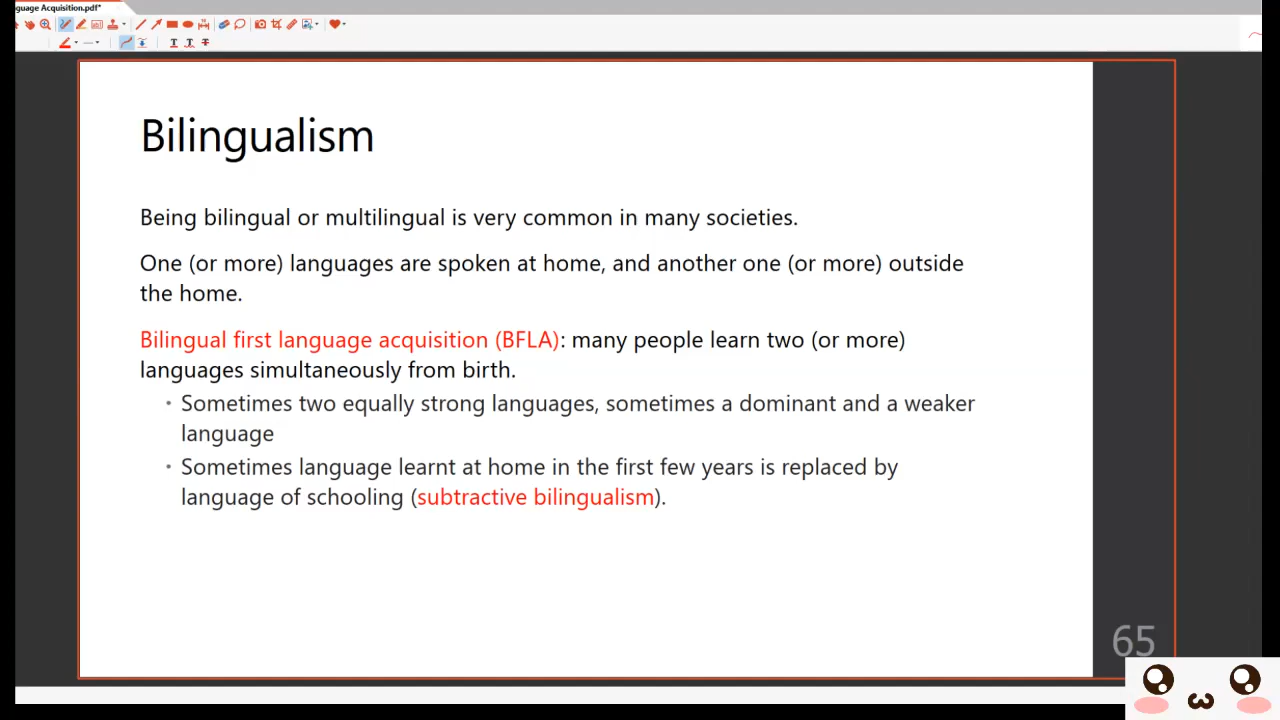 guage Acquisition.pdf*
Bilingualism
Being bilingual or multilingual is very common in many societies.
One (or more) languages are spoken at home, and another one (or more) outside
the home.
Bilingual first language acquisition (BFLA): many people learn two (or more)
languages simultaneously from birth.
• Sometimes two equally strong languages, sometimes a dominant and a weaker
language
• Sometimes language learnt at home in the first few years is replaced by
language of schooling (subtractive bilingualism).
65